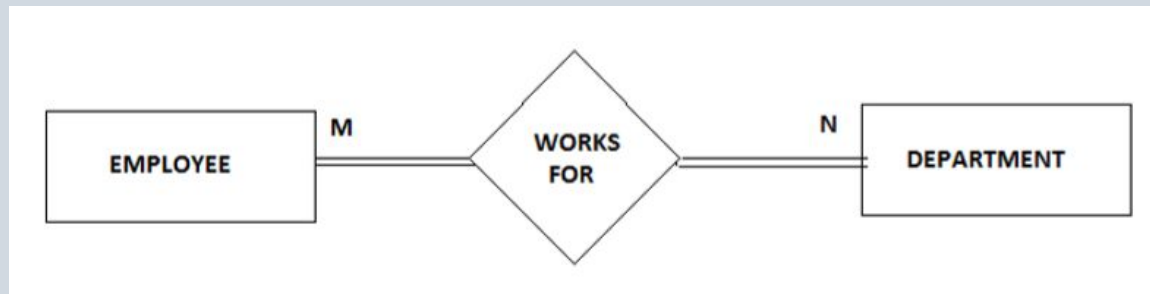 EMPLOYEE
M
WORKS
FOR
N
DEPARTMENT